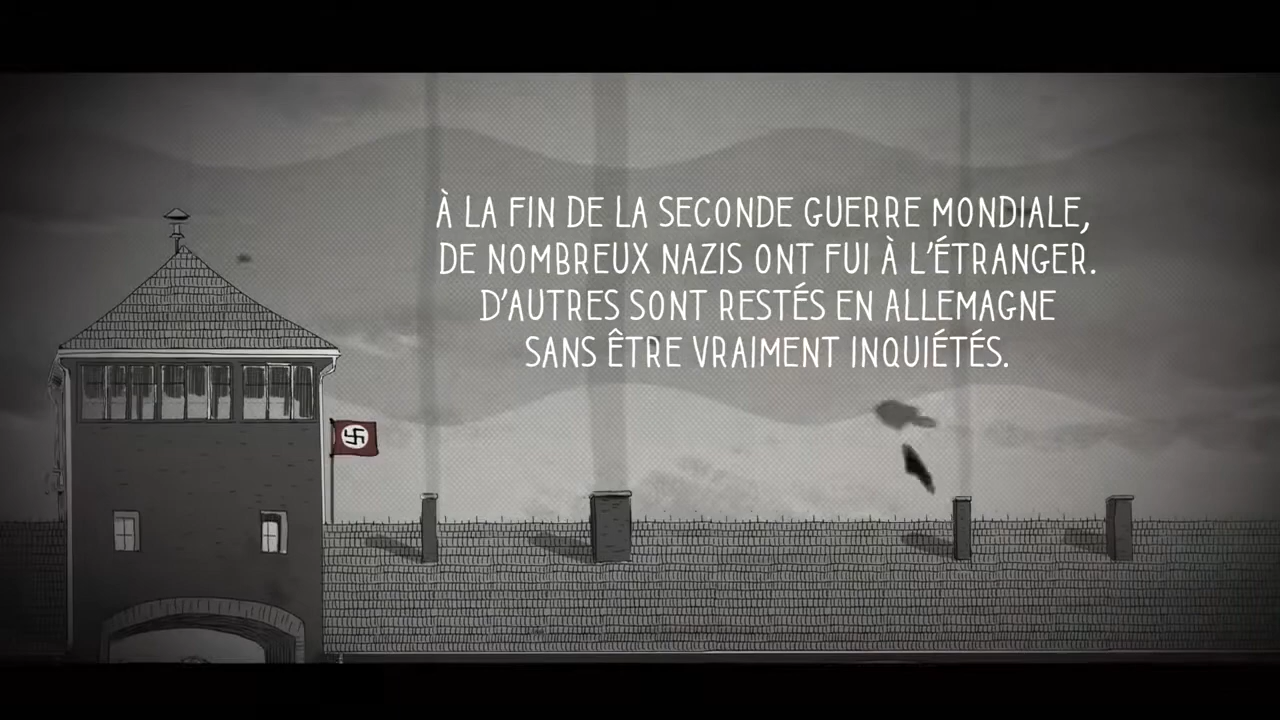 À LA FIN DE LA SECONDE GUERRE MONDIALE,
DE NOMBREUX NAZIS ONT FUI À L'ÉTRANGER.
D'AUTRES SONT RESTÉS EN ALLEMAGNE
SANS ÊTRE VRAIMENT INQUIÉTÉS.